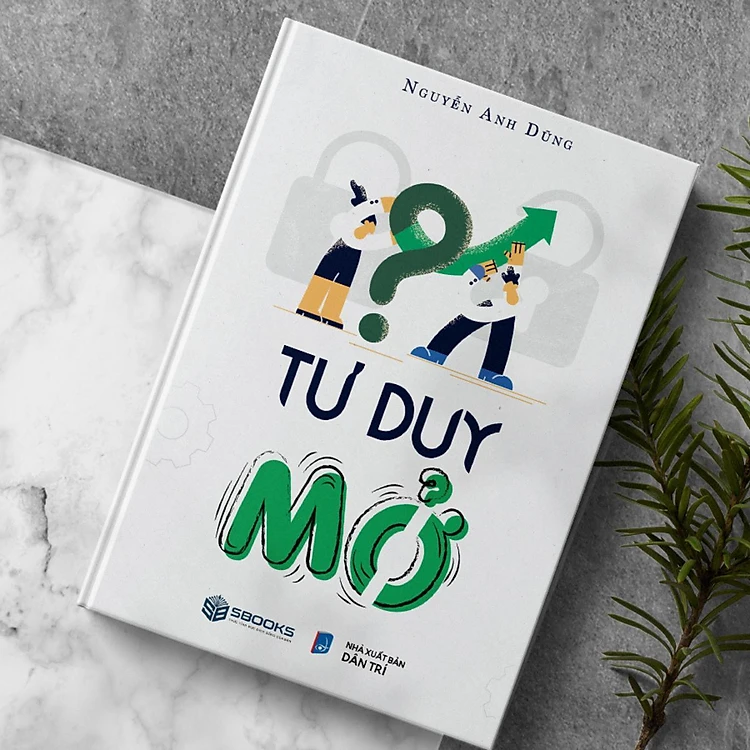 NGUYỄN ANH DŨNG
TƯ DUY
MỞ
SBOOKS
NHÀ XUẤT BẢN
DÂN TRÍ